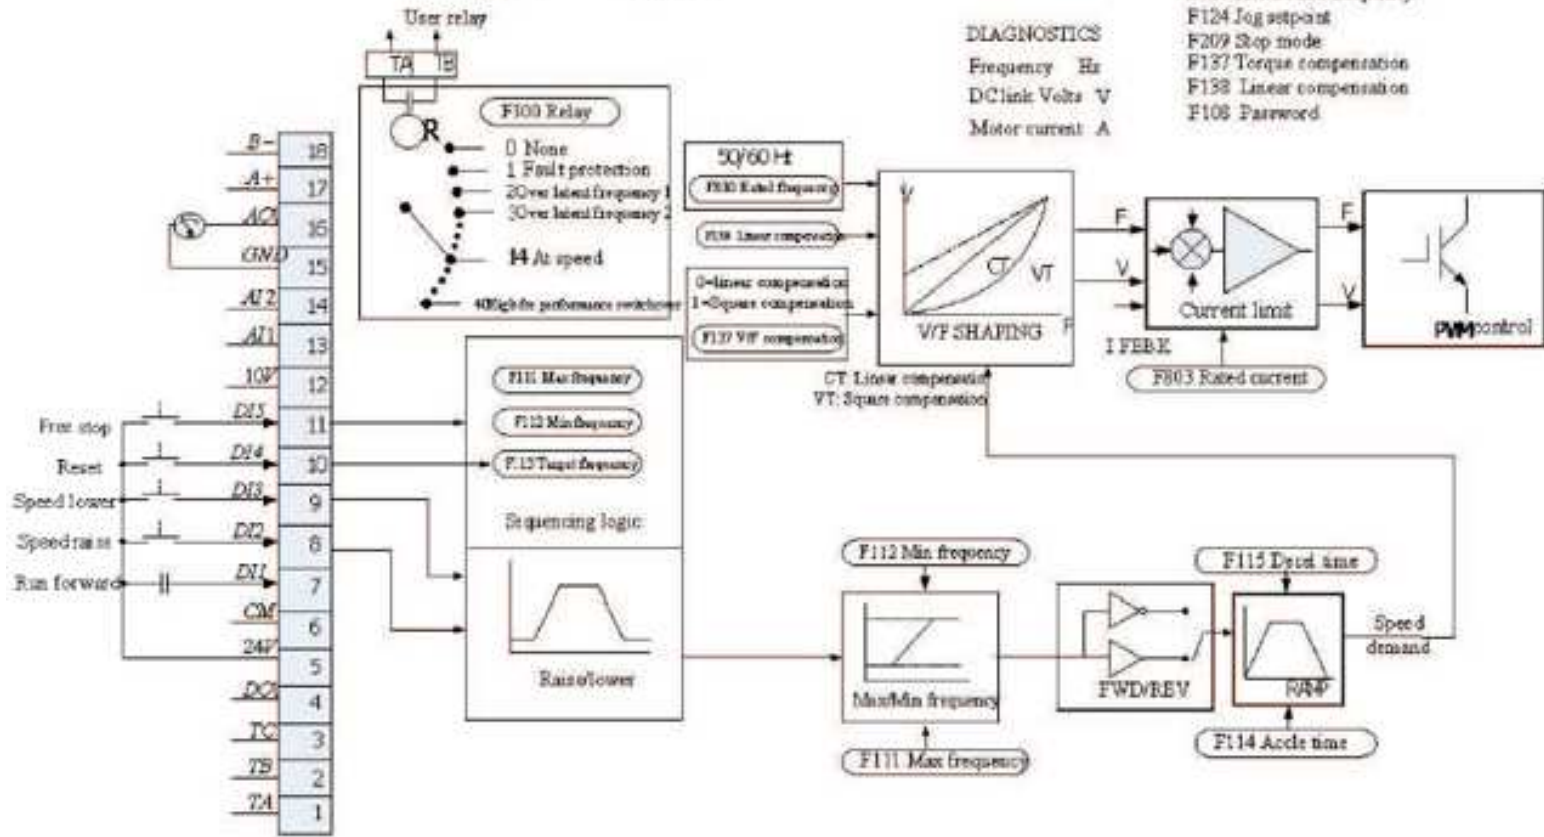 User relay
TA TB
F300 Relay
R
0 None
1 Fault protection
2Over latent frequency 1
3Over latent frequency 2
14 At speed
DIAGNOSTICS
Frequency Hz
DC link Volts V
Motor current A
F124 Jog setpoint
F209 Stop mode
F137 Torque compensation
F138 Linear compensation
F108 Password
B- 18
A+ 17
16
GND 15
AI2 14
AI1 13
10V 12
Free stop DI5 11
Reset DI4 10
Speed lower DI3 9
Speed raise DI2 8
Run forward DI1 7
CM 6
24V 5
4
TC 3
TB 2
TA 1
F111 Max frequency
F112 Min frequency
F113 Target frequency
Sequencing logic
Raise/lower
50/60 Hz
Rated frequency
F138 Linear compensation
0-linear compensation
1-Square compensation
F137 V/F compensation
V
CT
VT
F
V/F SHAPING
CT: Linear
VT: Square compensation
F
V
I FEBK
Current limit
F803 Rated current
F
V
PWM control
F112 Min frequency
Max/Min frequency
F111 Max frequency
FWD/REV
F115 Decel time
RAMP
F114 Accle time
Speed
demand